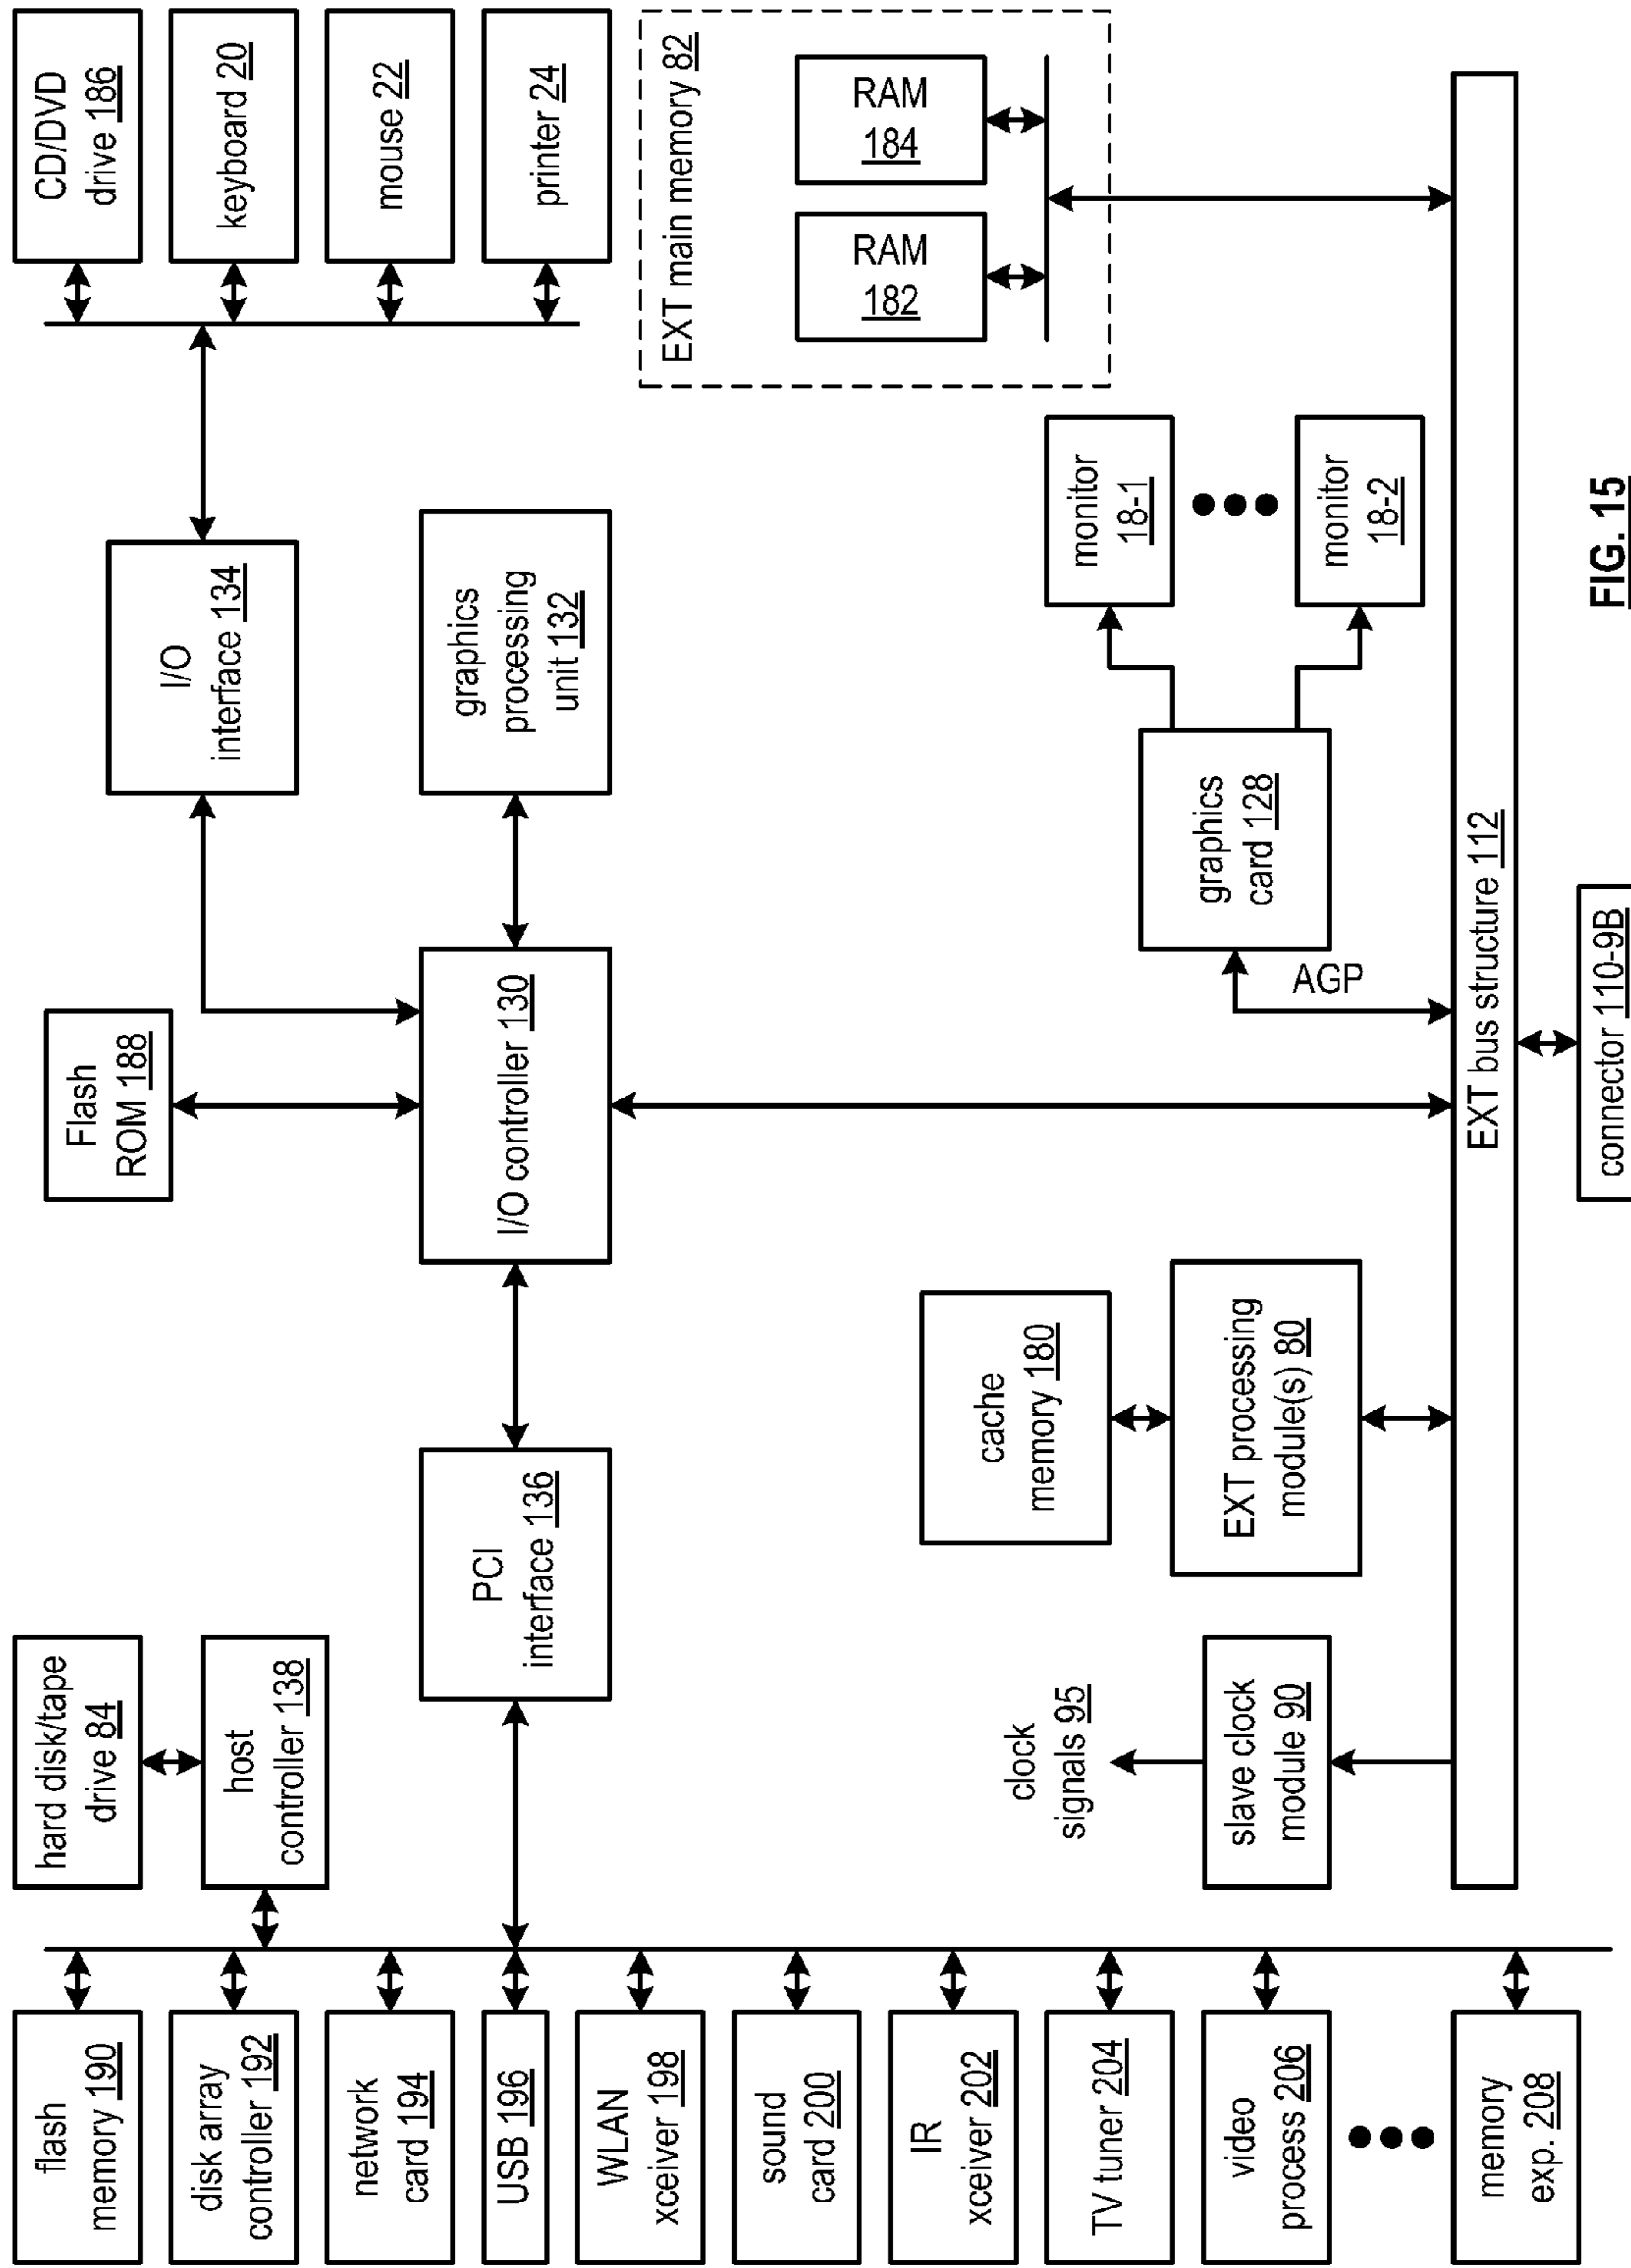 flash
memory 190
disk array
controller 192
network
card 194
USB 196
WLAN
xceiver 198
sound
card 200
IR
xceiver 202
TV tuner 204
video
process 206
memory
exp. 208
hard disk/tape
drive 84
host
controller 138
PCI
interface 136
clock
signals 95
slave clock
module 90
cache
memory 180
EXT processing
module(s) 80
Flash
ROM 188
I/O controller 130
I/O
interface 134
graphics
processing
unit 132
graphics
card 128
AGP
monitor
18-1
monitor
18-2
CD/DVD
drive 186
keyboard 20
mouse 22
printer 24
EXT main memory 82
RAM
182
RAM
184
EXT bus structure 112
connector 110-9B
FIG. 15